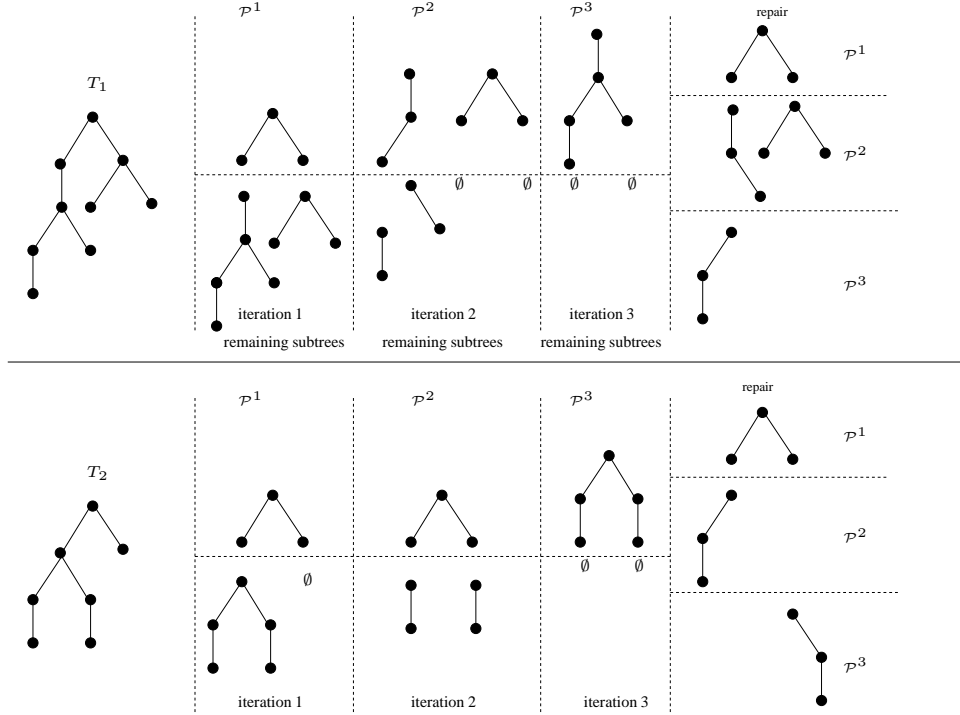 𝒫¹ 𝒫² 𝒫³ repair
𝒫¹
T₁
𝒫²
∅ ∅ ∅ ∅
𝒫³
iteration 1 iteration 2 iteration 3
remaining subtrees remaining subtrees remaining subtrees
𝒫¹ 𝒫² 𝒫³ repair
𝒫¹
T₂
𝒫²
∅ ∅ ∅
𝒫³
iteration 1 iteration 2 iteration 3